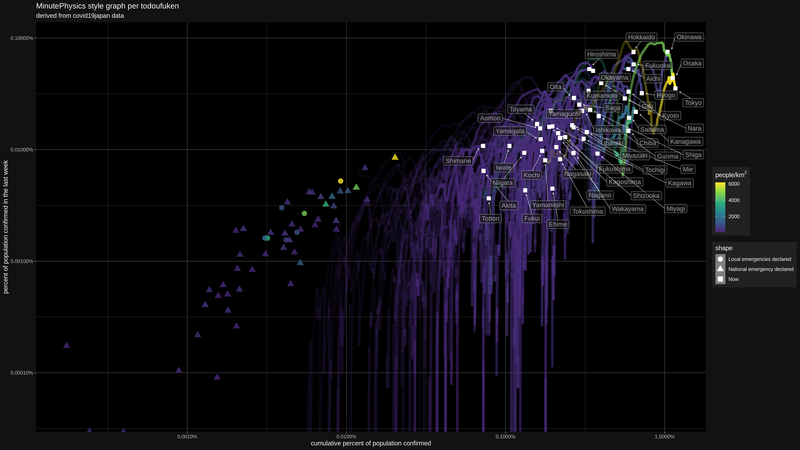 MinutePhysics style graph per todoufuken
derived from covid19japan data
percent of population confirmed in the last week
0.10000%
0.01000%
0.00100%
0.00010%
Hokkaido
Okinawa
Hiroshima
Fukuoka
Osaka
Okayama
Aichi
Oita
Kumamoto
Hyogo
Tokyo
Toyama
Saga
Gifu
Aomori
Yamaguchi
Kyoto
Yamagata
Ishikawa
Saitama
Nara
Ibaraki
Chiba
Kanagawa
Shimane
Miyazaki
Gunma
Shiga
Iwate
Kochi
Nagasaki
Fukushima
Tochigi
Mie
Niigata
Kagoshima
Kagawa
Akita
Yamanashi
Nagano
Shizuoka
Tottori
Fukui
Tokushima
Wakayama
Miyagi
Ehime
0.0010%
0.0100%
0.1000%
1.0000%
cumulative percent of population confirmed
people/km²
6000
4000
2000
shape
Local emergencies declared
National emergency declared
Now